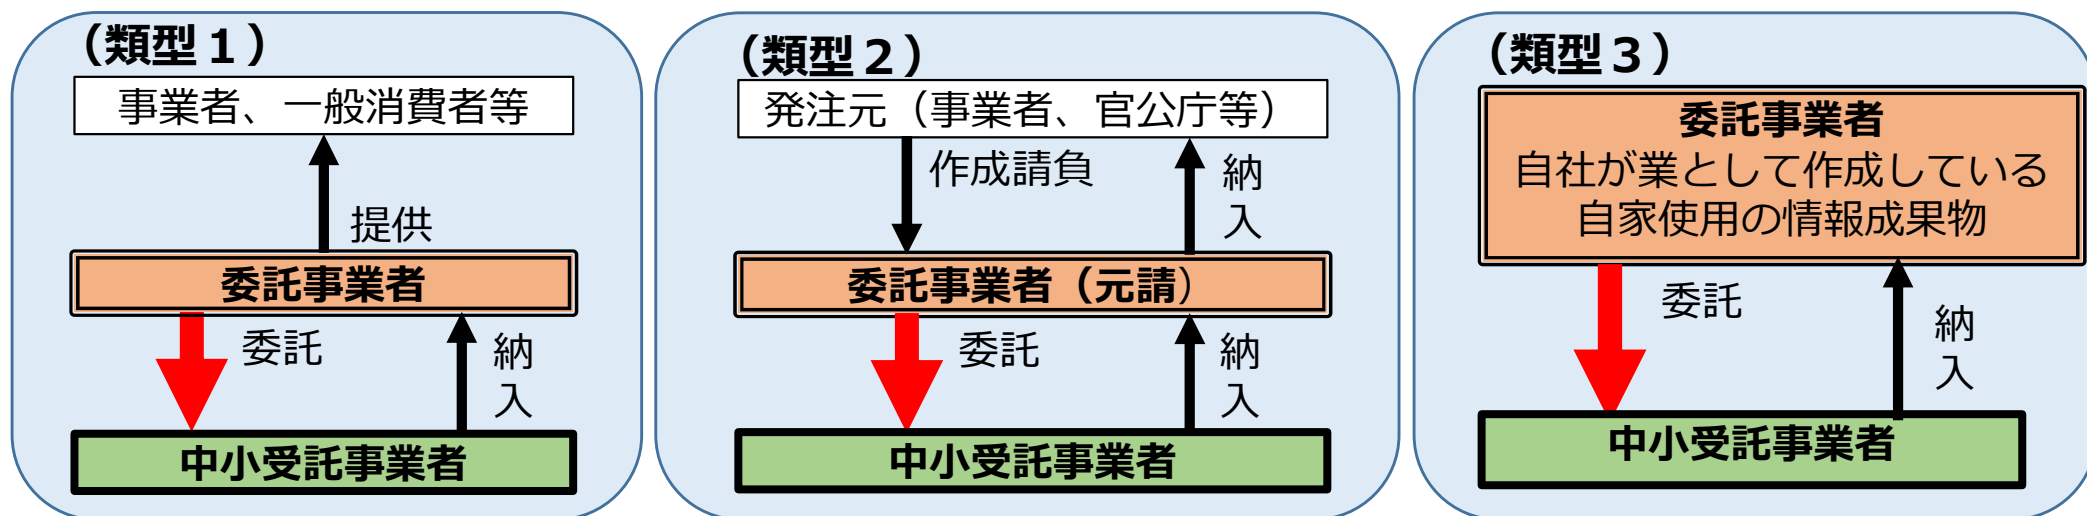 （類型１）
事業者、一般消費者等
提供
委託事業者
委託
納
入
中小受託事業者
（類型２）
発注元（事業者、官公庁等）
作成請負
納
入
委託事業者（元請）
委託
納
入
中小受託事業者
（類型３）
委託事業者
自社が業として作成している
自家使用の情報成果物
委託
納
入
中小受託事業者